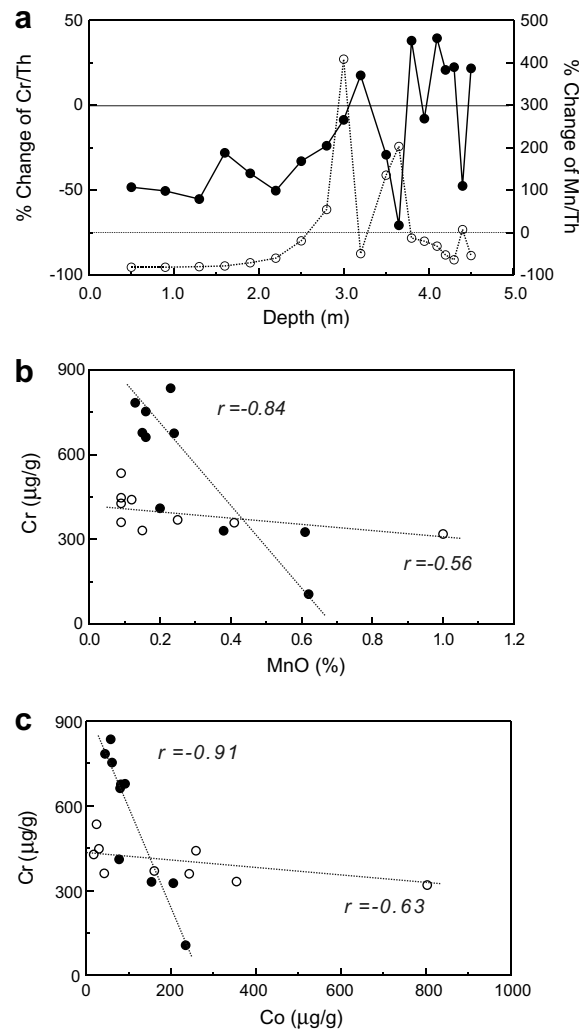 a
50
0
-50
-100
% Change of Cr/Th
500
400
300
200
100
0
-100
% Change of Mn/Th
0.0 1.0 2.0 3.0 4.0 5.0
Depth (m)
b
900
600
300
0
Cr (µg/g)
r =-0.84
r =-0.56
0.0 0.2 0.4 0.6 0.8 1.0 1.2
MnO (%)
c
900
600
300
0
Cr (µg/g)
r =-0.91
r =-0.63
0 200 400 600 800 1000
Co (µg/g)